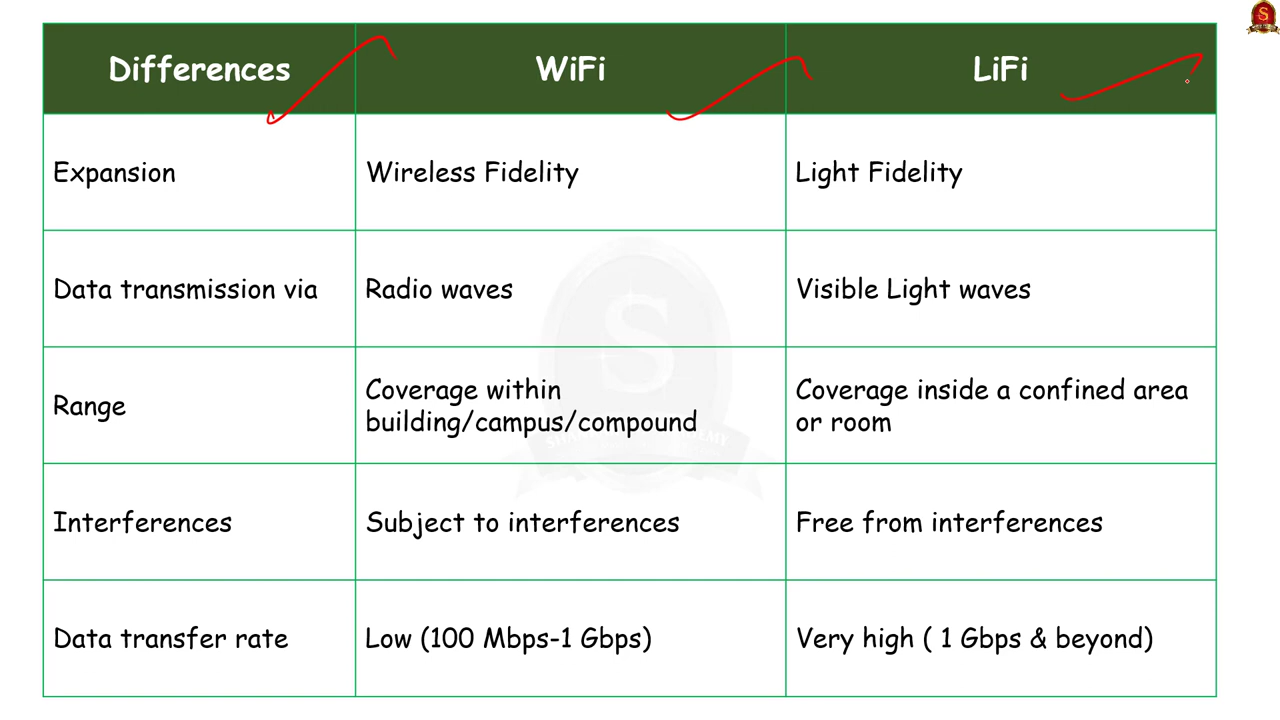 Differences WiFi LiFi
Expansion Wireless Fidelity Light Fidelity
Data transmission via Radio waves Visible Light waves
Range Coverage within building/campus/compound Coverage inside a confined area or room
Interferences Subject to interferences Free from interferences
Data transfer rate Low (100 Mbps-1 Gbps) Very high ( 1 Gbps & beyond)
S